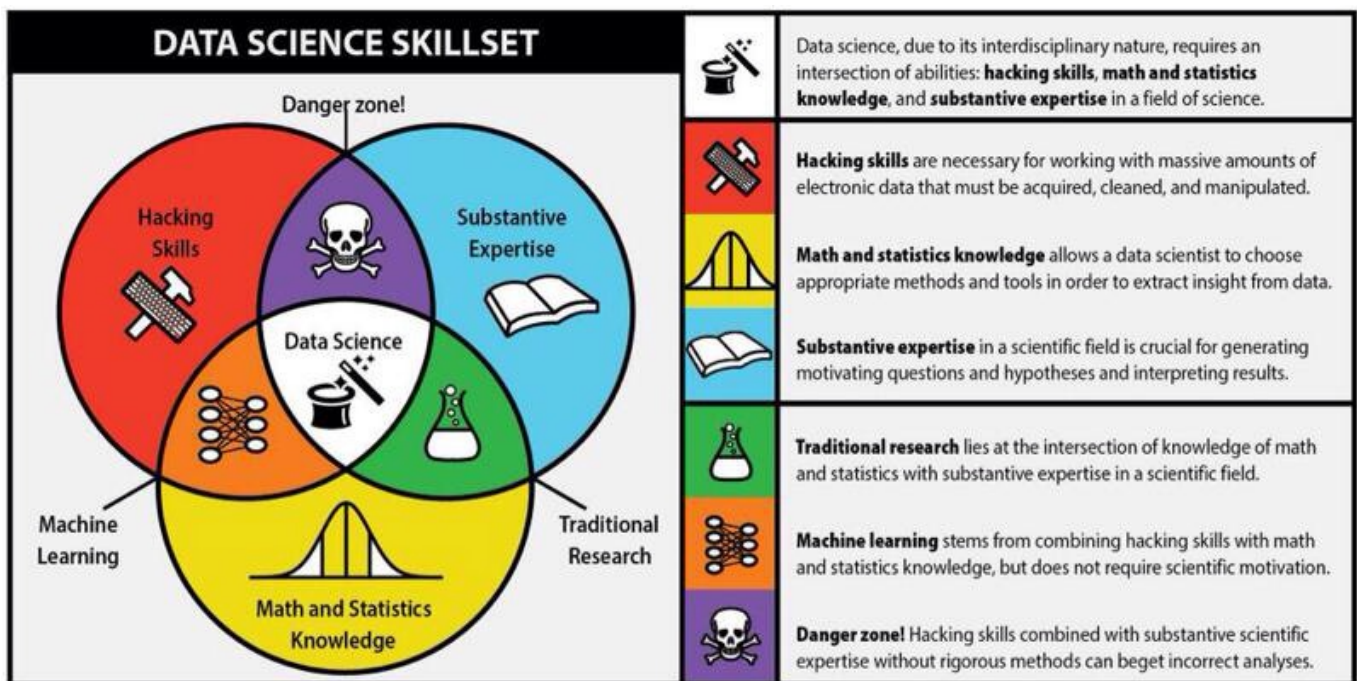 DATA SCIENCE SKILLSET
Danger zone!
Hacking
Skills
Substantive
Expertise
Data Science
Machine
Learning
Traditional
Research
Math and Statistics
Knowledge
Data science, due to its interdisciplinary nature, requires an
intersection of abilities: hacking skills, math and statistics
knowledge, and substantive expertise in a field of science.
Hacking skills are necessary for working with massive amounts of
electronic data that must be acquired, cleaned, and manipulated.
Math and statistics knowledge allows a data scientist to choose
appropriate methods and tools in order to extract insight from data.
Substantive expertise in a scientific field is crucial for generating
motivating questions and hypotheses and interpreting results.
Traditional research lies at the intersection of knowledge of math
and statistics with substantive expertise in a scientific field.
Machine learning stems from combining hacking skills with math
and statistics knowledge, but does not require scientific motivation.
Danger zone! Hacking skills combined with substantive scientific
expertise without rigorous methods can beget incorrect analyses.